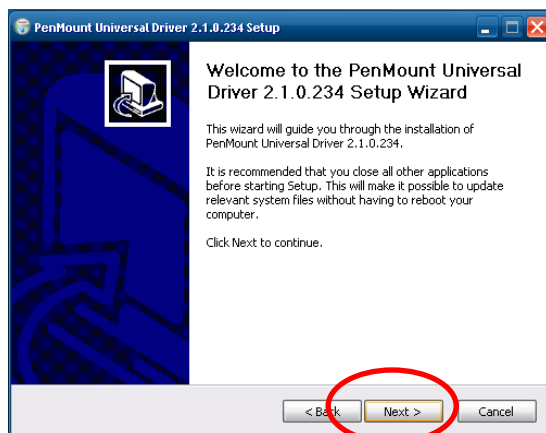 PenMount Universal Driver 2.1.0.234 Setup
Welcome to the PenMount Universal
Driver 2.1.0.234 Setup Wizard
This wizard will guide you through the installation of
PenMount Universal Driver 2.1.0.234.
It is recommended that you close all other applications
before starting Setup. This will make it possible to update
relevant system files without having to reboot your
computer.
Click Next to continue.
< Back Next > Cancel